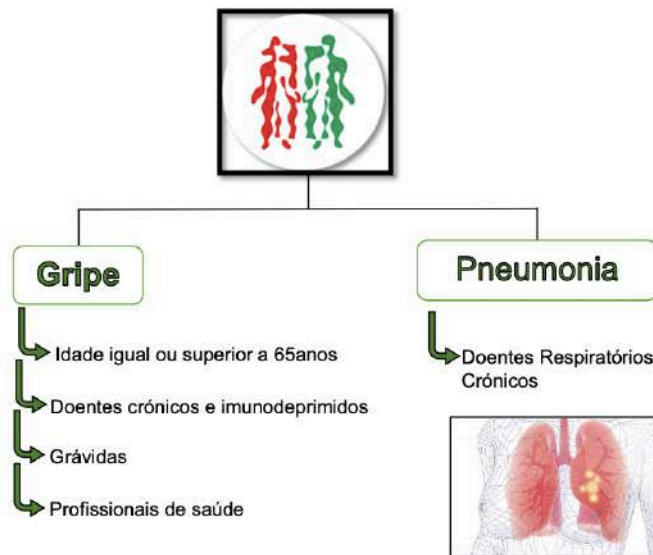 Gripe
Idade igual ou superior a 65anos
Doentes crónicos e imunodeprimidos
Grávidas
Profissionais de saúde
Pneumonia
Doentes Respiratórios
Crónicos